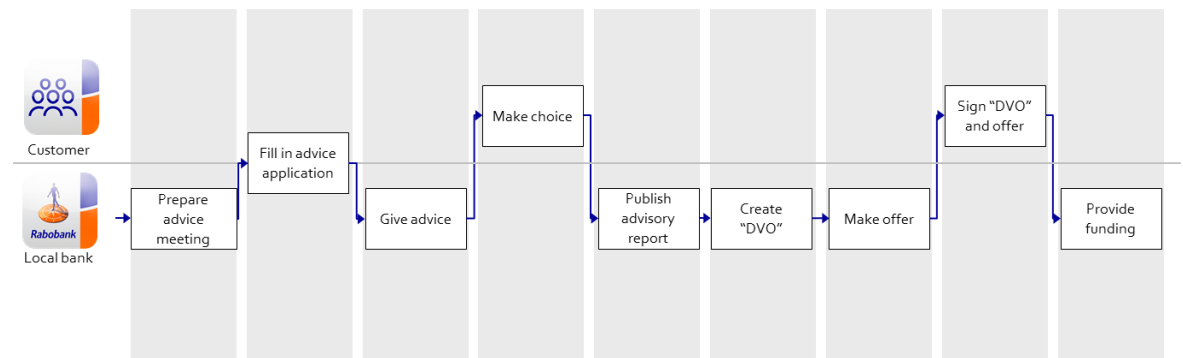 Customer
Rabobank
Local bank
Prepare
advice
meeting
Fill in advice
application
Give advice
Make choice
Publish
advisory
report
Create
“DVO”
Make offer
Sign “DVO”
and offer
Provide
funding